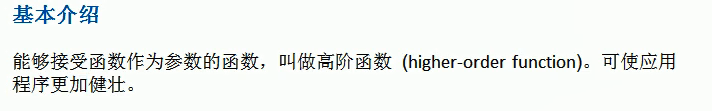 基本介绍
能够接受函数作为参数的函数，叫做高阶函数 (higher-order function)。可使应用
程序更加健壮。